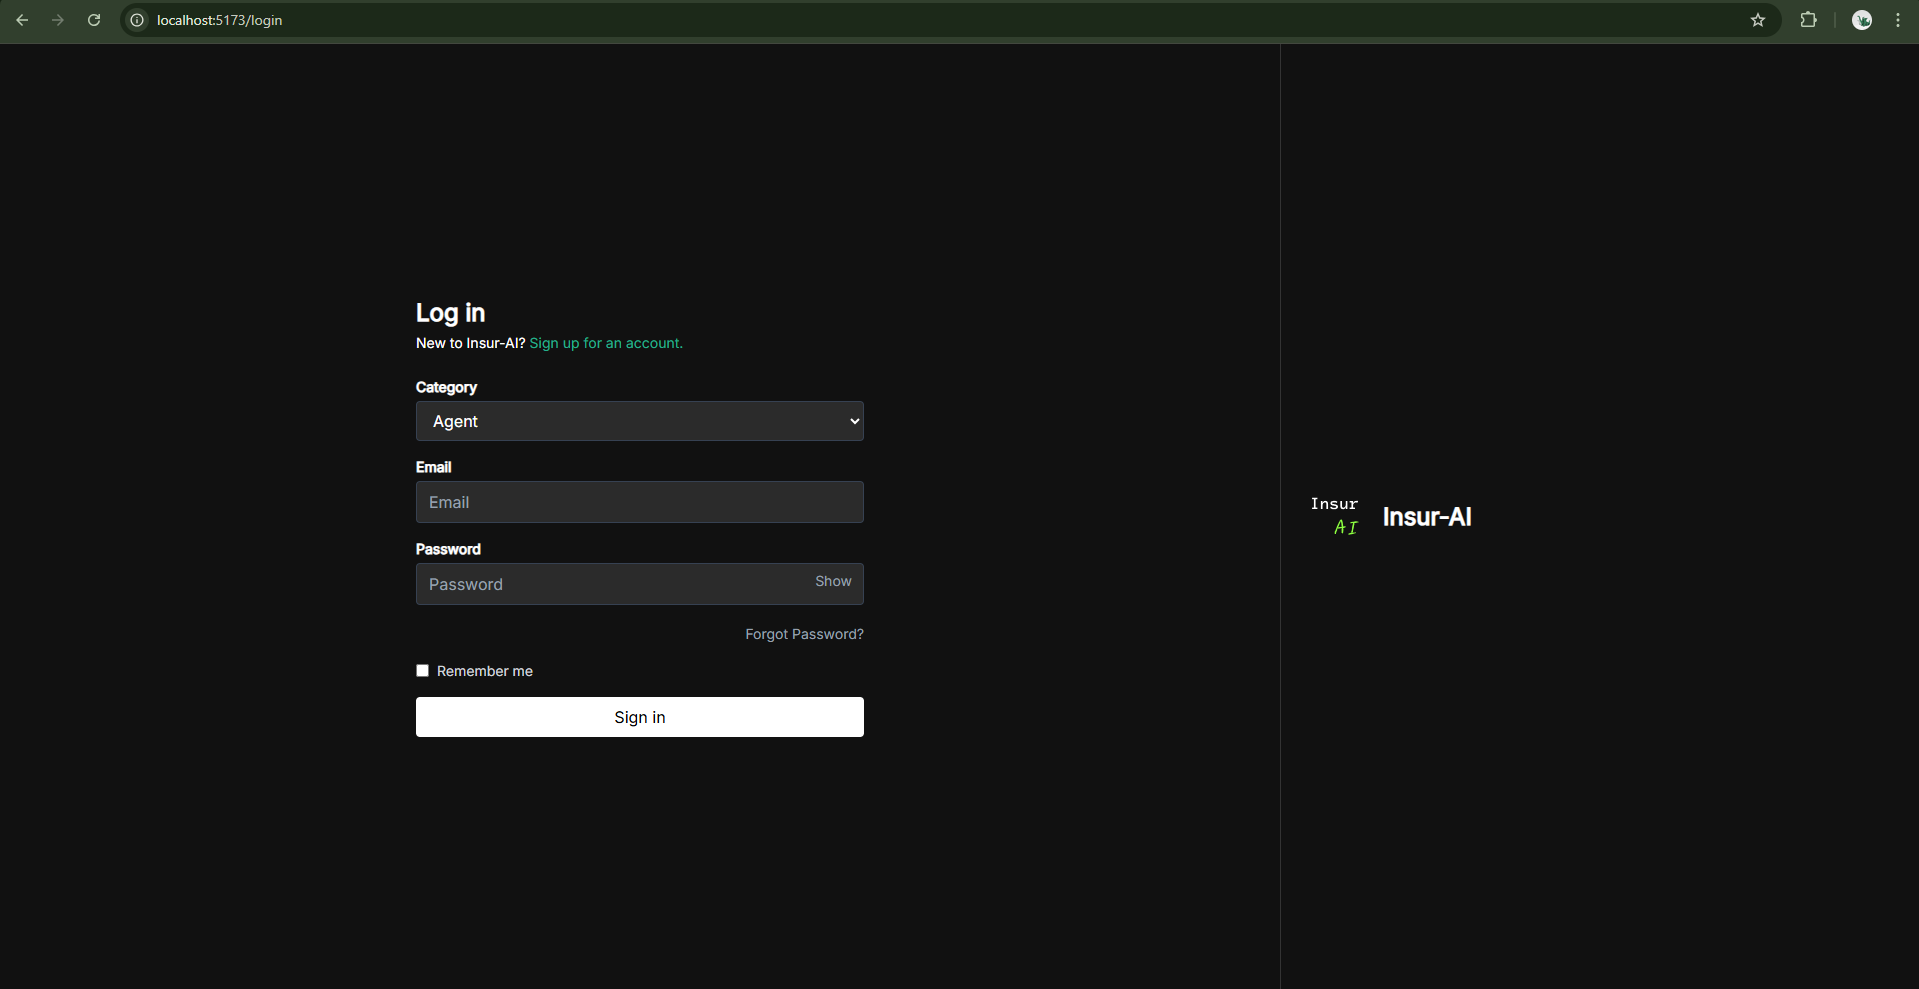 localhost:5173/login
Log in
New to Insur-AI? Sign up for an account.
Category
Agent
Email
Email
Password
Password Show
Forgot Password?
Remember me
Sign in
Insur
AI
Insur-AI